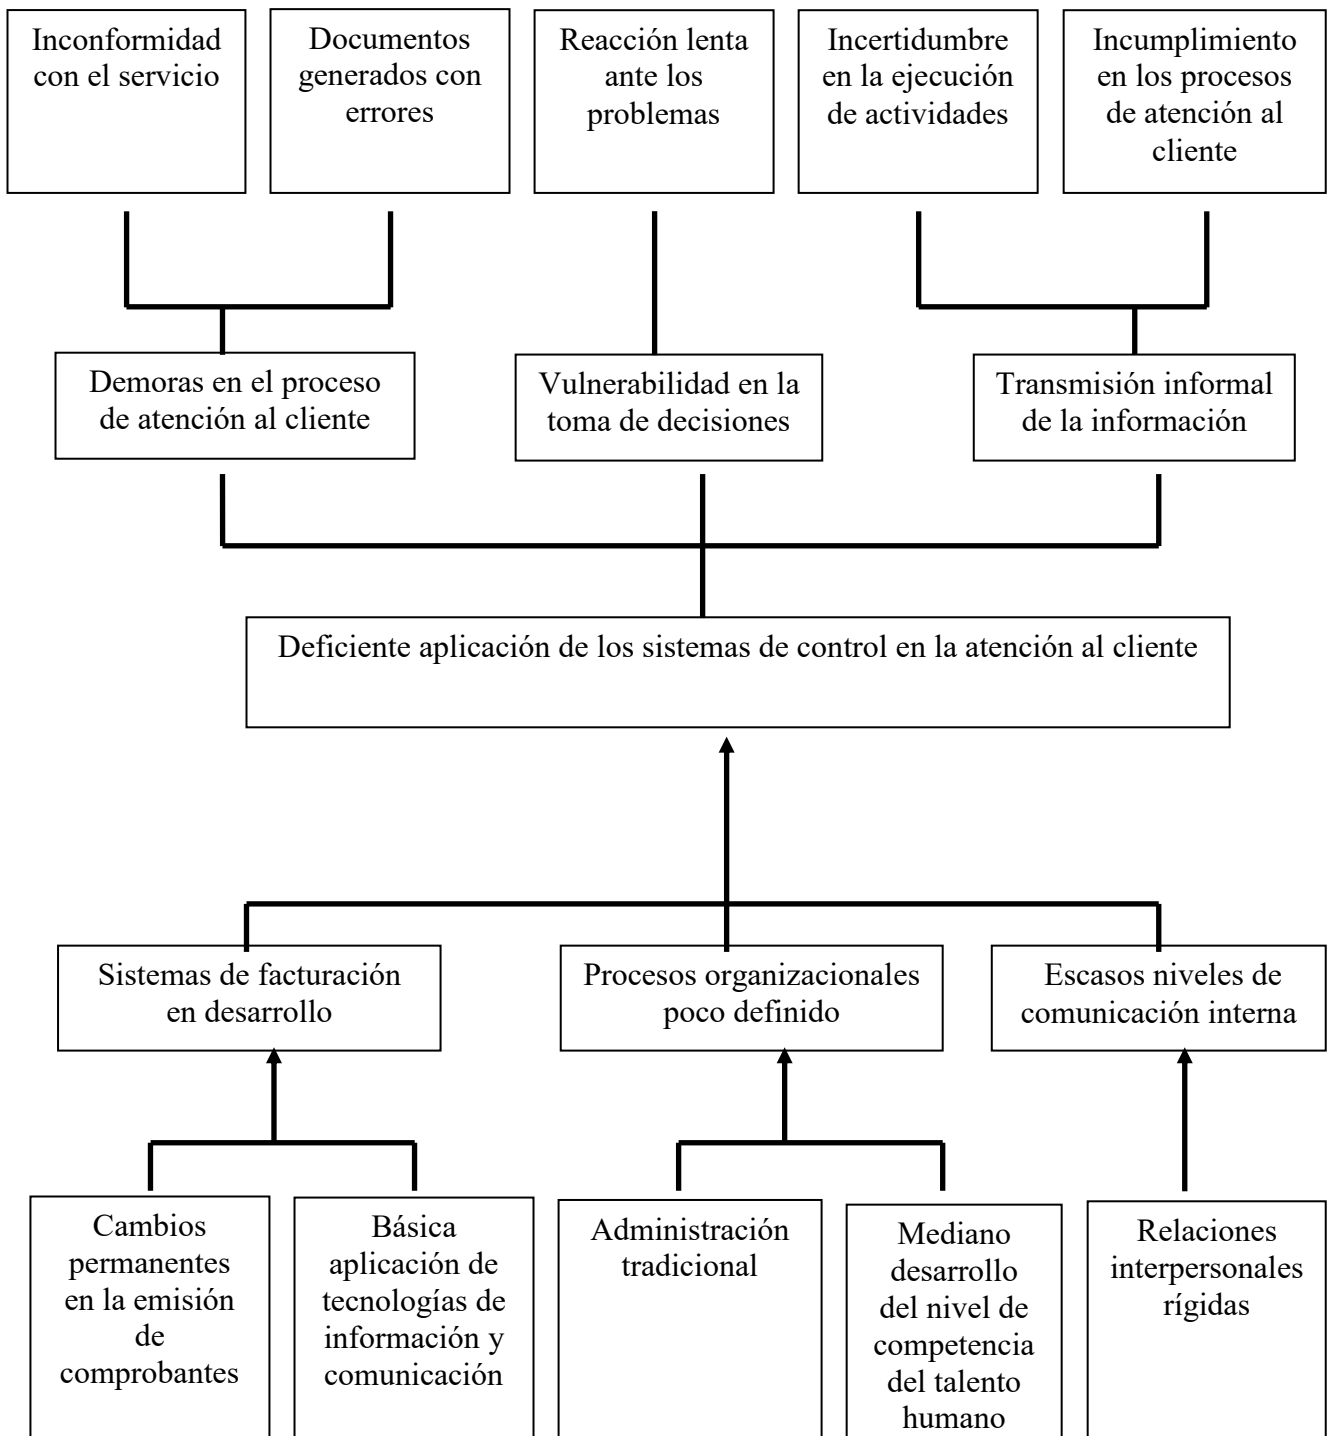 Inconformidad
con el servicio
Documentos
generados con
errores
Reacción lenta
ante los
problemas
Incertidumbre
en la ejecución
de actividades
Incumplimiento
en los procesos
de atención al
cliente
Demoras en el proceso
de atención al cliente
Vulnerabilidad en la
toma de decisiones
Transmisión informal
de la información
Deficiente aplicación de los sistemas de control en la atención al cliente
Sistemas de facturación
en desarrollo
Procesos organizacionales
poco definido
Escasos niveles de
comunicación interna
Cambios
permanentes
en la emisión
de
comprobantes
Básica
aplicación de
tecnologías de
información y
comunicación
Administración
tradicional
Mediano
desarrollo
del nivel de
competencia
del talento
humano
Relaciones
interpersonales
rígidas